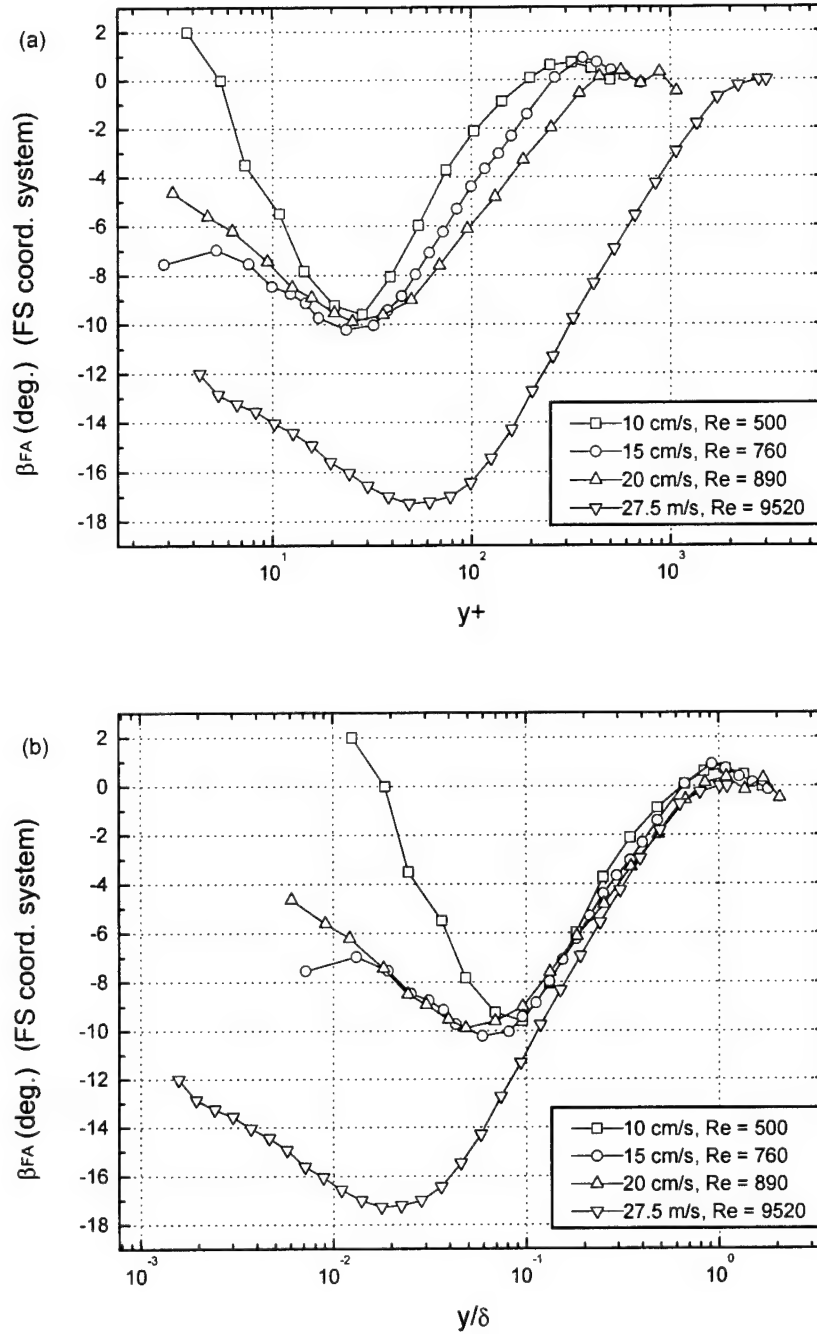 (a)
2
0
-2
-4
-6
-8
-10
-12
-14
-16
-18
βFA (deg.) (FS coord. system)
10 cm/s, Re = 500
15 cm/s, Re = 760
20 cm/s, Re = 890
27.5 m/s, Re = 9520
10¹ 10² 10³
y+
(b)
2
0
-2
-4
-6
-8
-10
-12
-14
-16
-18
βFA (deg.) (FS coord. system)
10 cm/s, Re = 500
15 cm/s, Re = 760
20 cm/s, Re = 890
27.5 m/s, Re = 9520
10⁻³ 10⁻² 10⁻¹ 10⁰
y/δ